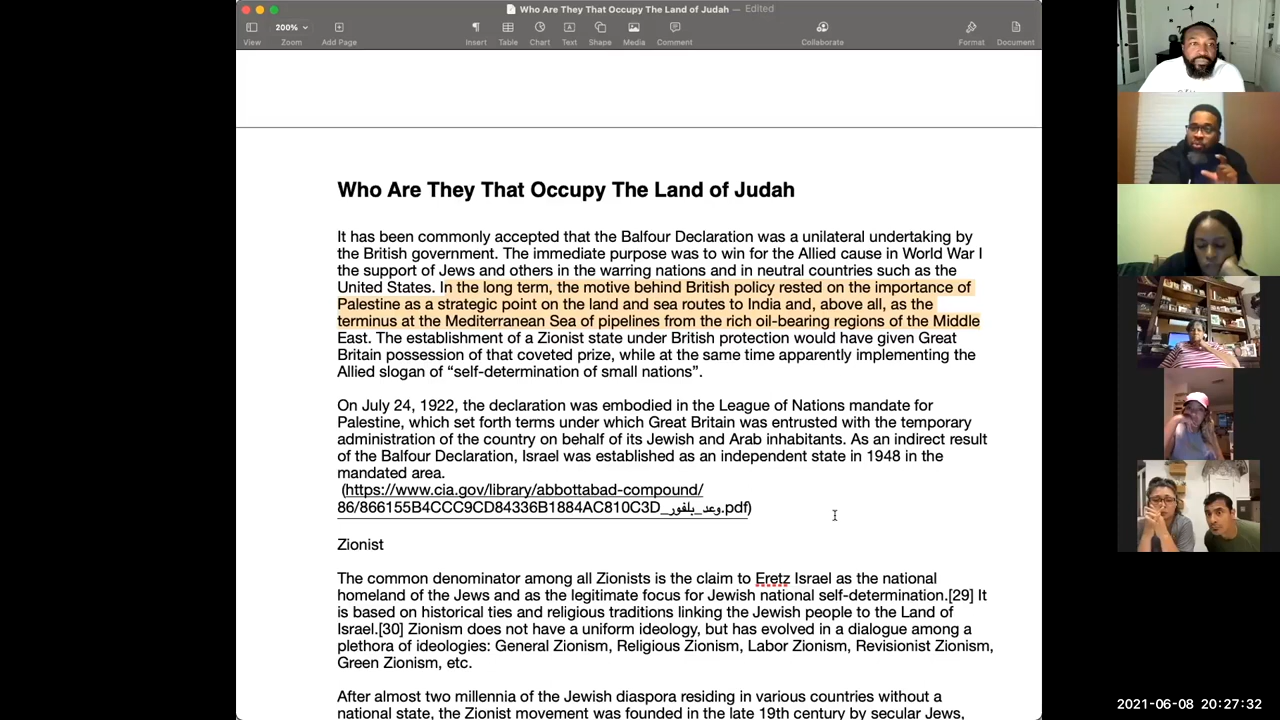 Who Are They That Occupy The Land of Judah — Edited
200%
View
Zoom
Add Page
Insert
Table
Chart
Text
Shape
Media
Comment
Collaborate
Format
Document
Who Are They That Occupy The Land of Judah
It has been commonly accepted that the Balfour Declaration was a unilateral undertaking by
the British government. The immediate purpose was to win for the Allied cause in World War I
the support of Jews and others in the warring nations and in neutral countries such as the
United States. In the long term, the motive behind British policy rested on the importance of
Palestine as a strategic point on the land and sea routes to India and, above all, as the
terminus at the Mediterranean Sea of pipelines from the rich oil-bearing regions of the Middle
East. The establishment of a Zionist state under British protection would have given Great
Britain possession of that coveted prize, while at the same time apparently implementing the
Allied slogan of “self-determination of small nations”.
On July 24, 1922, the declaration was embodied in the League of Nations mandate for
Palestine, which set forth terms under which Great Britain was entrusted with the temporary
administration of the country on behalf of its Jewish and Arab inhabitants. As an indirect result
of the Balfour Declaration, Israel was established as an independent state in 1948 in the
mandated area.
(https://www.cia.gov/library/abbottabad-compound/
86/866155B4CCC9CD84336B1884AC810C3D_وعد_بلفور.pdf)
Zionist
The common denominator among all Zionists is the claim to Eretz Israel as the national
homeland of the Jews and as the legitimate focus for Jewish national self-determination.[29] It
is based on historical ties and religious traditions linking the Jewish people to the Land of
Israel.[30] Zionism does not have a uniform ideology, but has evolved in a dialogue among a
plethora of ideologies: General Zionism, Religious Zionism, Labor Zionism, Revisionist Zionism,
Green Zionism, etc.
After almost two millennia of the Jewish diaspora residing in various countries without a
national state, the Zionist movement was founded in the late 19th century by secular Jews,
2021-06-08 20:27:32